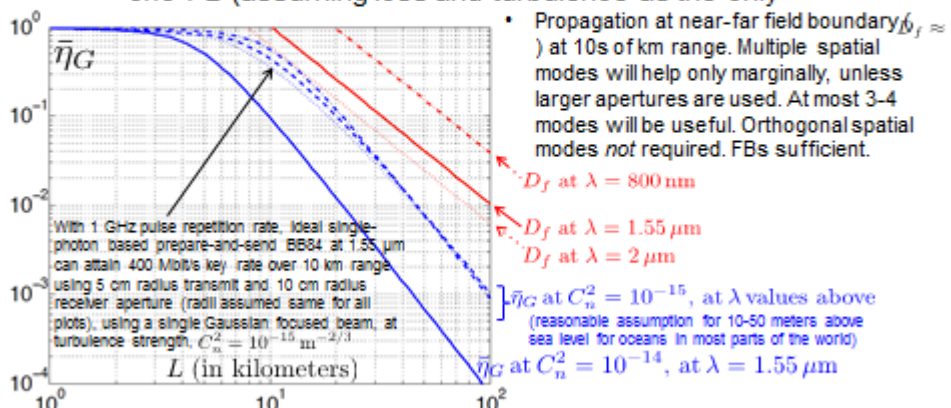 one FB (assuming loss and turbulence as the only
10^0
η̄_G
10^-1
10^-2
10^-3
10^-4
With 1 GHz pulse repetition rate, ideal single-
photon based prepare-and-send BB84 at 1.55 μm
can attain 400 Mbit/s key rate over 10 km range
using 5 cm radius transmit and 10 cm radius
receiver aperture (radii assumed same for all
plots), using a single Gaussian focused beam, at
turbulence strength, C_n^2 = 10^-15 m^-2/3
L (in kilometers)
10^0
10^1
10^2
• Propagation at near-far field boundary
D_f ≈
) at 10s of km range. Multiple spatial
modes will help only marginally, unless
larger apertures are used. At most 3-4
modes will be useful. Orthogonal spatial
modes not required. FBs sufficient.
D_f at λ = 800 nm
D_f at λ = 1.55 μm
D_f at λ = 2 μm
η̄_G at C_n^2 = 10^-15, at λ values above
(reasonable assumption for 10-50 meters above
sea level for oceans in most parts of the world)
η̄_G at C_n^2 = 10^-14, at λ = 1.55 μm